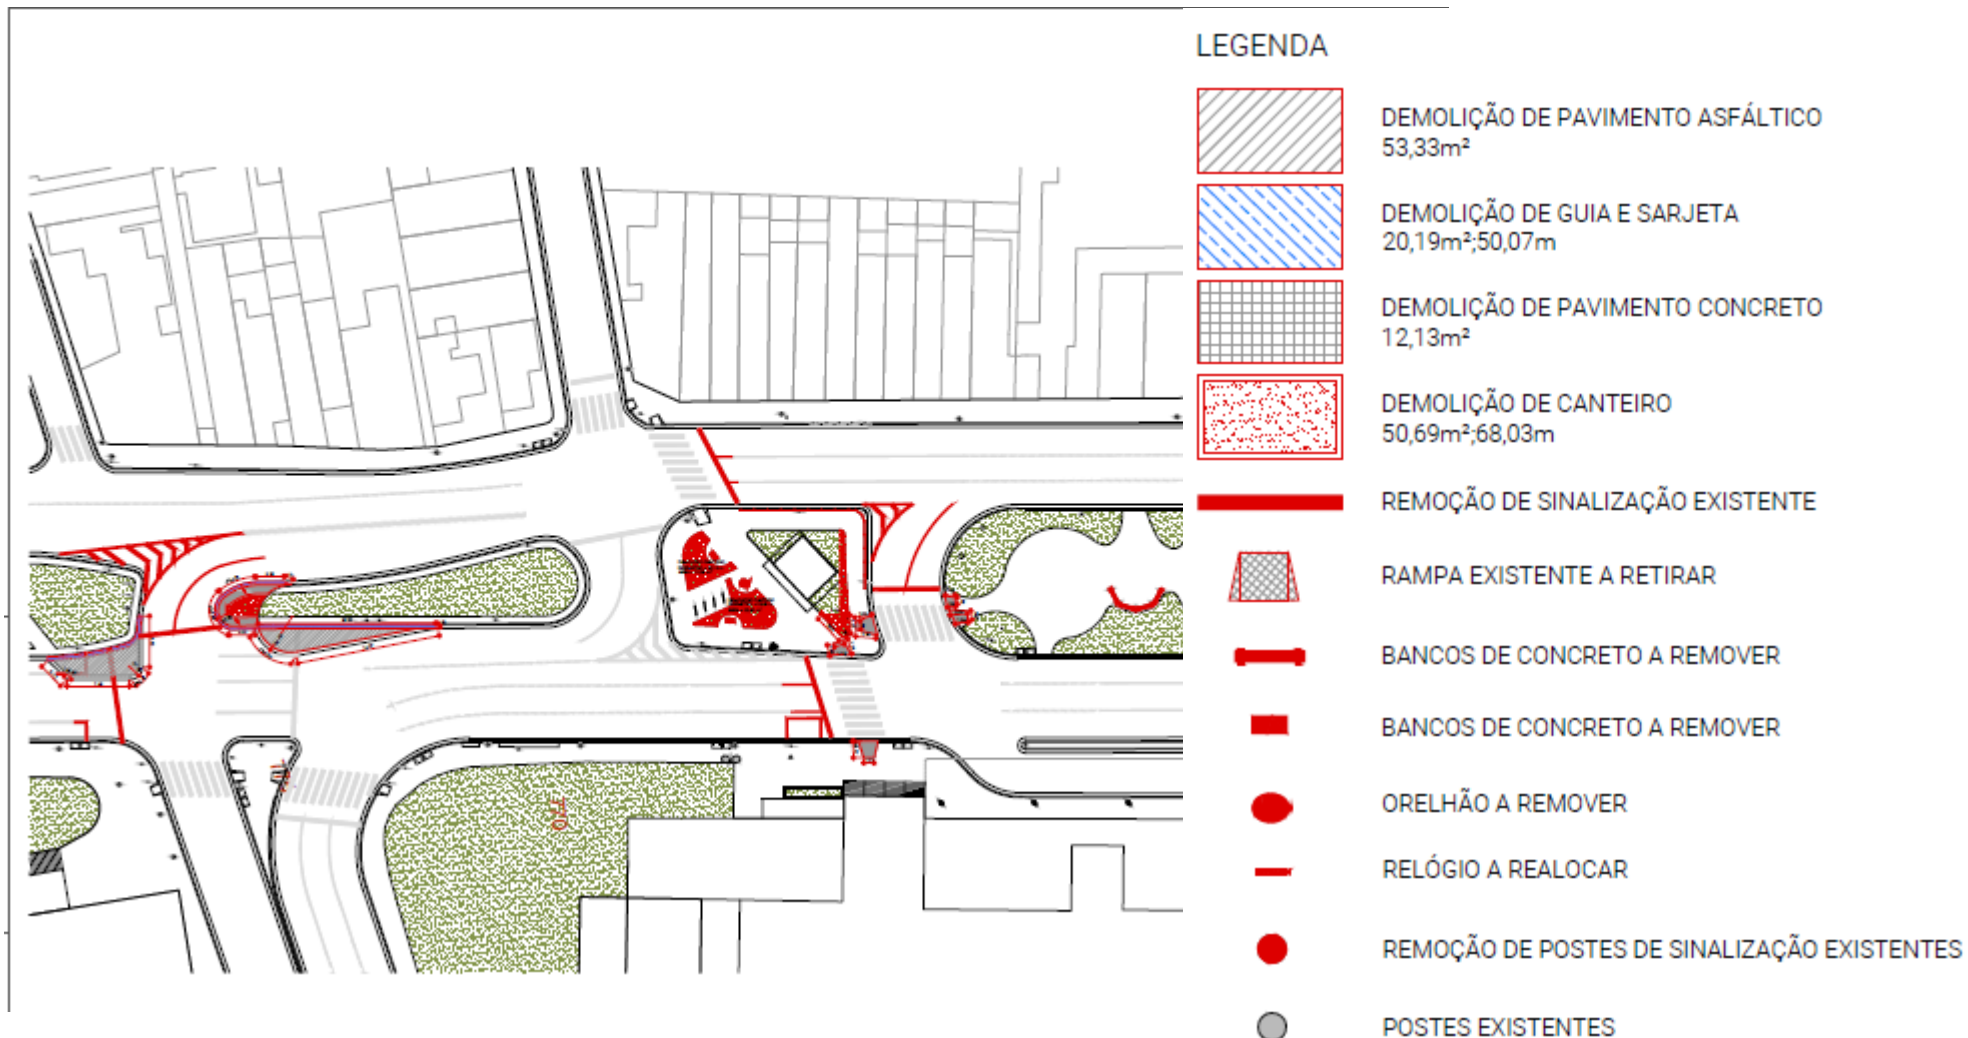 LEGENDA
DEMOLIÇÃO DE PAVIMENTO ASFÁLTICO
53,33m²
DEMOLIÇÃO DE GUIA E SARJETA
20,19m²;50,07m
DEMOLIÇÃO DE PAVIMENTO CONCRETO
12,13m²
DEMOLIÇÃO DE CANTEIRO
50,69m²;68,03m
REMOÇÃO DE SINALIZAÇÃO EXISTENTE
RAMPA EXISTENTE A RETIRAR
BANCOS DE CONCRETO A REMOVER
BANCOS DE CONCRETO A REMOVER
ORELHÃO A REMOVER
RELÓGIO A REALOCAR
REMOÇÃO DE POSTES DE SINALIZAÇÃO EXISTENTES
POSTES EXISTENTES